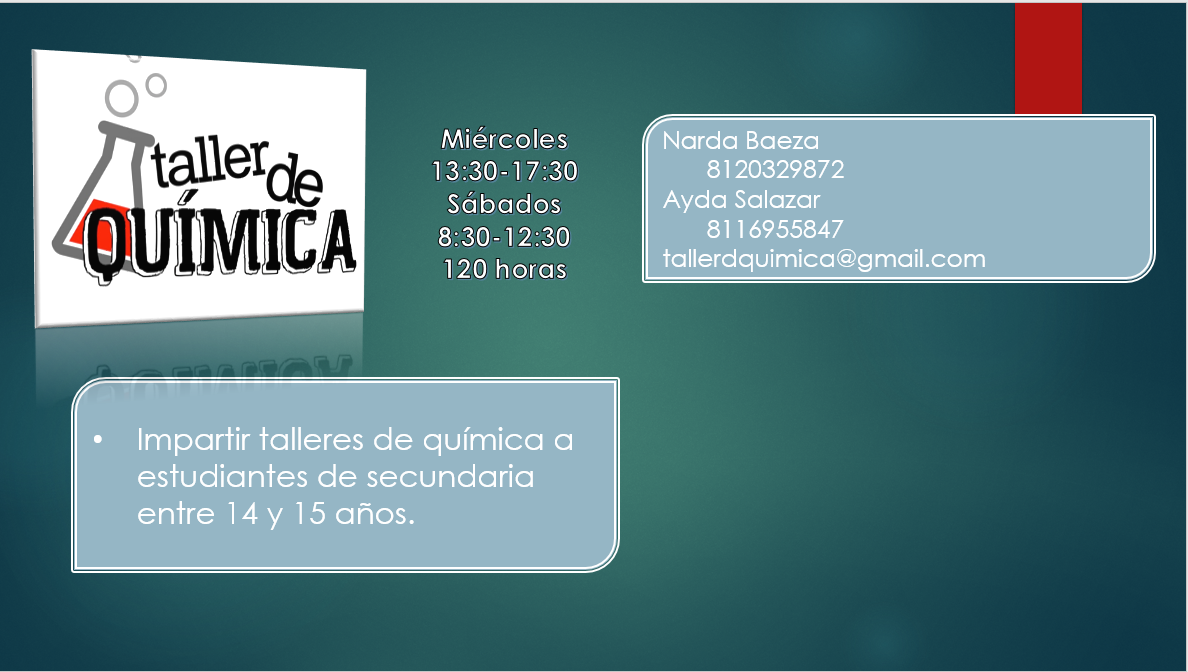 taller de
QUÍMICA
Miércoles
13:30-17:30
Sábados
8:30-12:30
120 horas
Narda Baeza
8120329872
Ayda Salazar
8116955847
tallerdquimica@gmail.com
• Impartir talleres de química a
estudiantes de secundaria
entre 14 y 15 años.